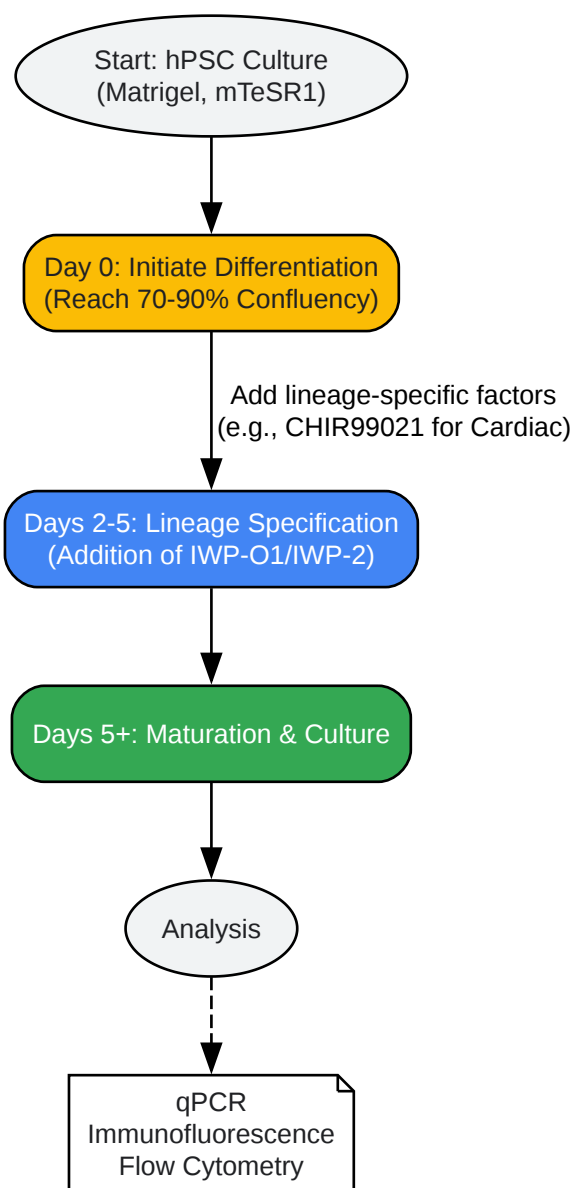 Start: hPSC Culture
(Matrigel, mTeSR1)
Day 0: Initiate Differentiation
(Reach 70-90% Confluency)
Add lineage-specific factors
(e.g., CHIR99021 for Cardiac)
Days 2-5: Lineage Specification
(Addition of IWP-O1/IWP-2)
Days 5+: Maturation & Culture
Analysis
qPCR
Immunofluorescence
Flow Cytometry